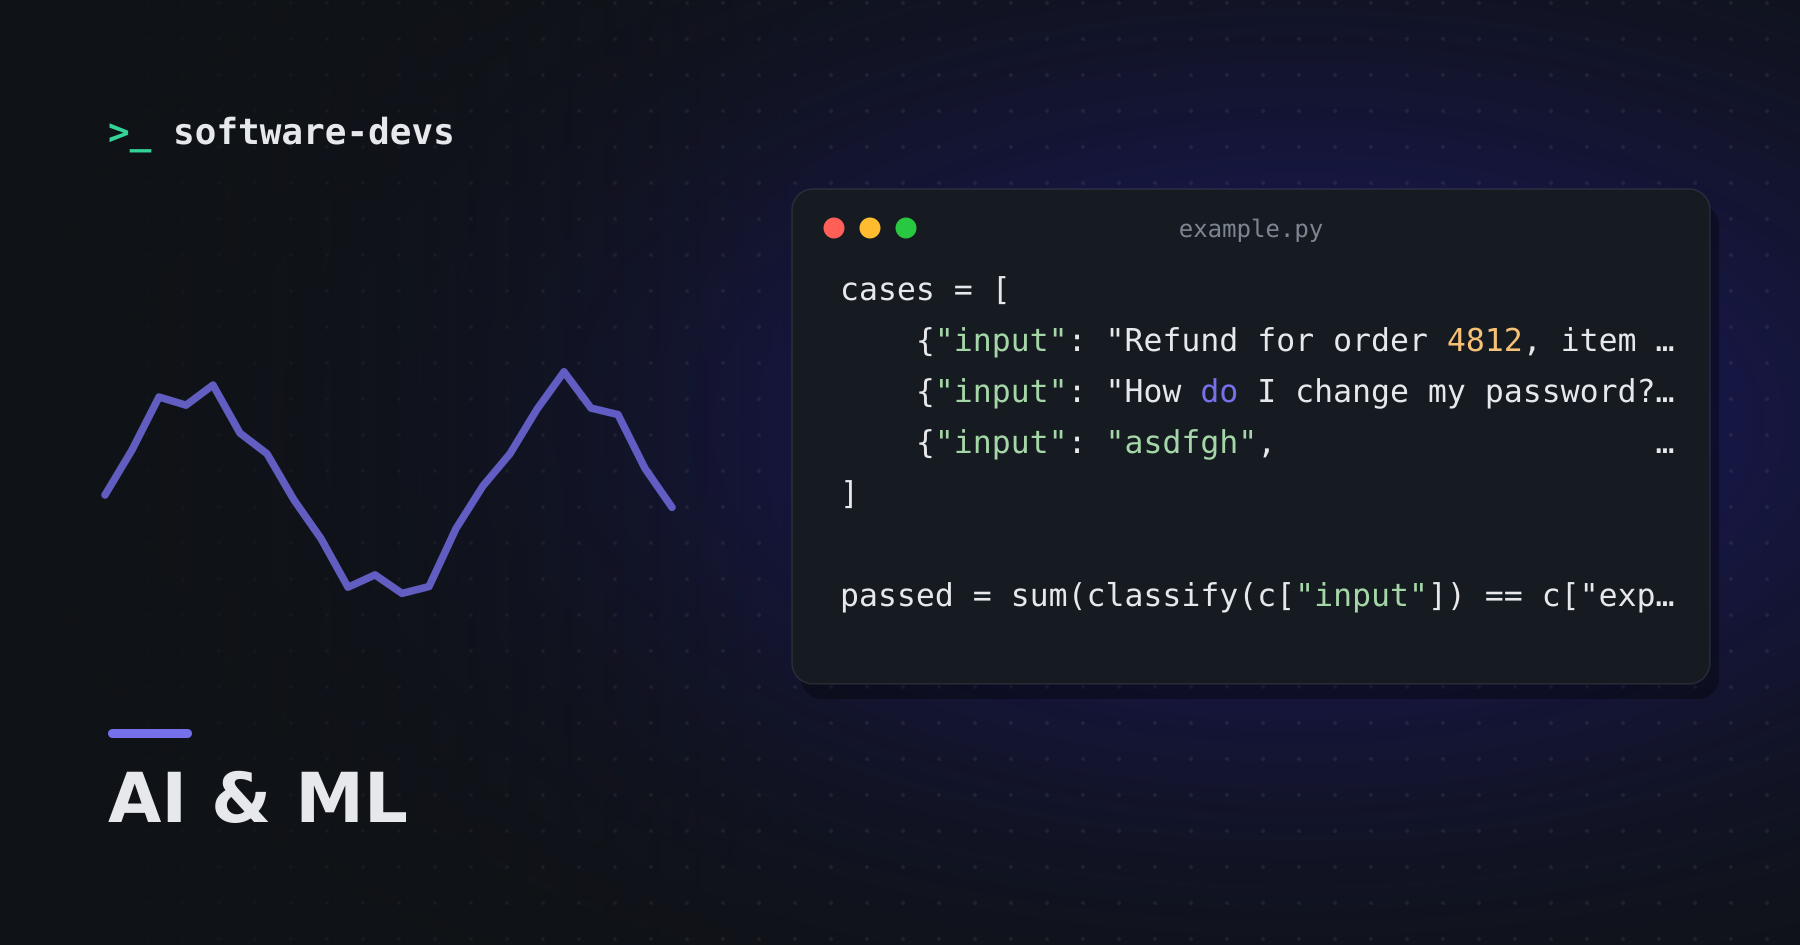 >_ software-devs
example.py
cases = [
    {"input": "Refund for order 4812, item …
    {"input": "How do I change my password?…
    {"input": "asdfgh",                    …
]
passed = sum(classify(c["input"]) == c["exp…
AI & ML